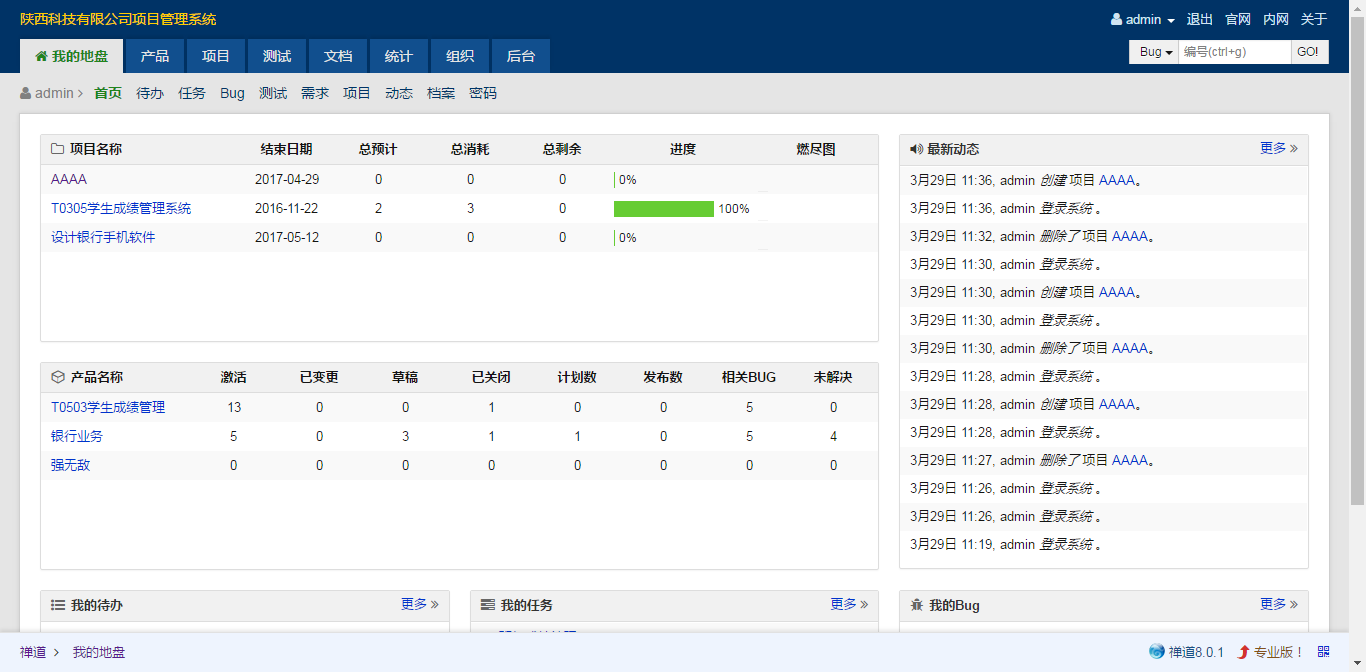 陕西科技有限公司项目管理系统
admin 退出 官网 内网 关于
我的地盘 产品 项目 测试 文档 统计 组织 后台
Bug 编号(ctrl+g) GO!
admin > 首页 待办 任务 Bug 测试 需求 项目 动态 档案 密码
项目名称 结束日期 总预计 总消耗 总剩余 进度 燃尽图
AAAA 2017-04-29 0 0 0 0%
T0305学生成绩管理系统 2016-11-22 2 3 0 100%
设计银行手机软件 2017-05-12 0 0 0 0%
产品名称 激活 已变更 草稿 已关闭 计划数 发布数 相关BUG 未解决
T0503学生成绩管理 13 0 0 1 0 0 5 0
银行业务 5 0 3 1 1 0 5 4
强无敌 0 0 0 0 0 0 0 0
最新动态 更多 »
3月29日 11:36, admin 创建 项目 AAAA。
3月29日 11:36, admin 登录系统 。
3月29日 11:32, admin 删除了 项目 AAAA。
3月29日 11:30, admin 登录系统 。
3月29日 11:30, admin 创建 项目 AAAA。
3月29日 11:30, admin 登录系统 。
3月29日 11:30, admin 删除了 项目 AAAA。
3月29日 11:28, admin 登录系统 。
3月29日 11:28, admin 创建 项目 AAAA。
3月29日 11:28, admin 登录系统 。
3月29日 11:27, admin 删除了 项目 AAAA。
3月29日 11:26, admin 登录系统 。
3月29日 11:26, admin 登录系统 。
3月29日 11:19, admin 登录系统 。
我的待办 更多 »
我的任务 更多 »
我的Bug 更多 »
禅道 > 我的地盘
禅道8.0.1 专业版！